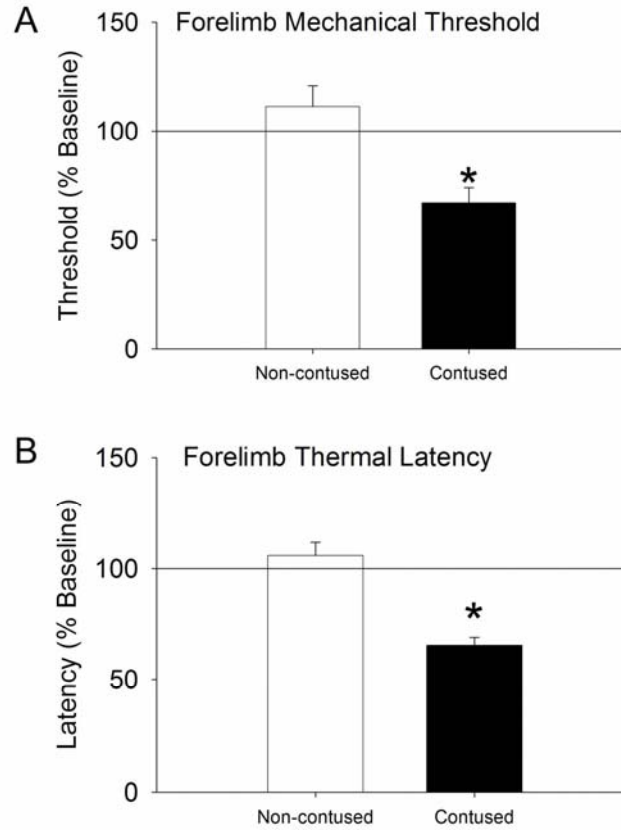 A
Forelimb Mechanical Threshold
Threshold (% Baseline)
150
100
50
0
*
Non-contused Contused
B
Forelimb Thermal Latency
Latency (% Baseline)
150
100
50
0
*
Non-contused Contused